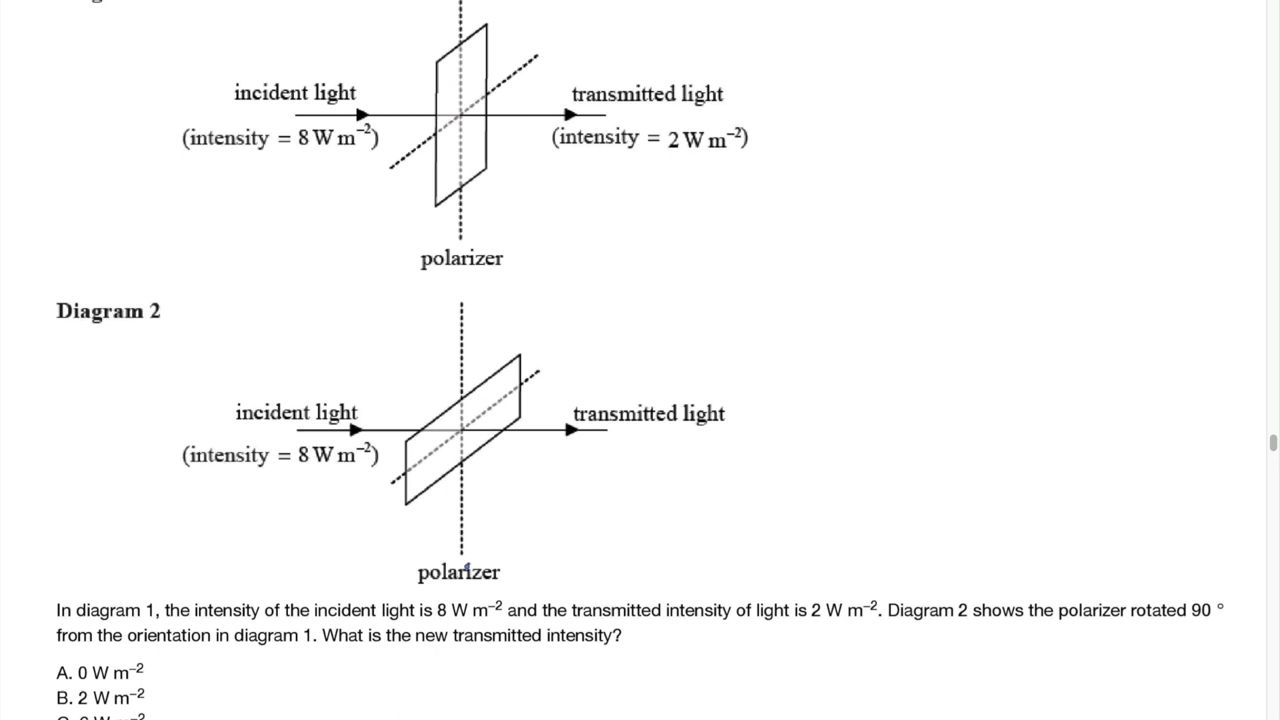 incident light
transmitted light
(intensity = 8 W m⁻²)
(intensity = 2 W m⁻²)
polarizer
Diagram 2
incident light
transmitted light
(intensity = 8 W m⁻²)
polarizer
In diagram 1, the intensity of the incident light is 8 W m⁻² and the transmitted intensity of light is 2 W m⁻². Diagram 2 shows the polarizer rotated 90 °
from the orientation in diagram 1. What is the new transmitted intensity?
A. 0 W m⁻²
B. 2 W m⁻²